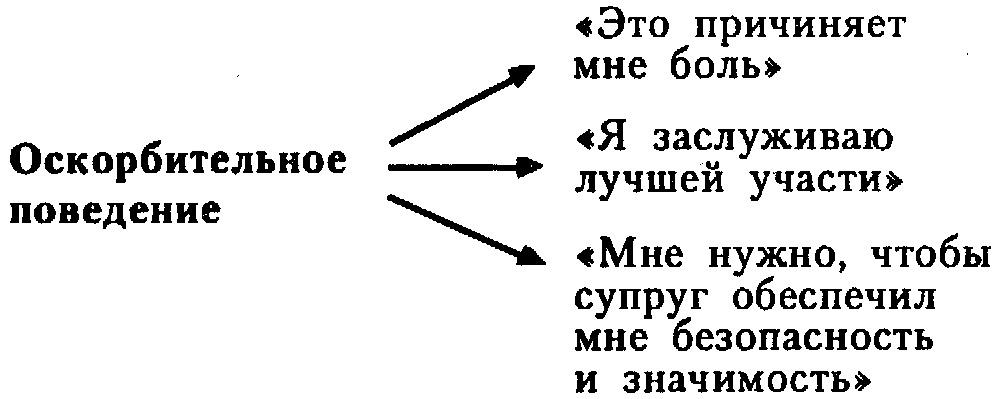 Оскорбительное
поведение
«Это причиняет
мне боль»
«Я заслуживаю
лучшей участи»
«Мне нужно, чтобы
супруг обеспечил
мне безопасность
и значимость»